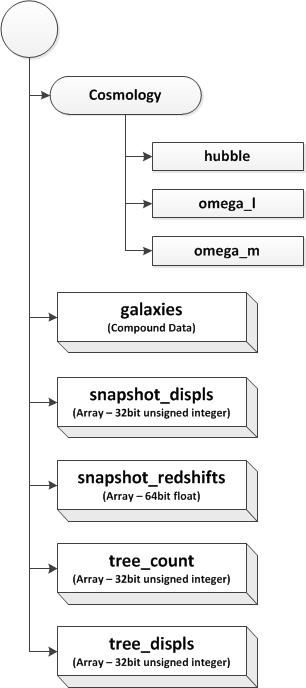 Cosmology
hubble
omega_l
omega_m
galaxies
(Compound Data)
snapshot_displs
(Array – 32bit unsigned integer)
snapshot_redshifts
(Array – 64bit float)
tree_count
(Array – 32bit unsigned integer)
tree_displs
(Array – 32bit unsigned integer)